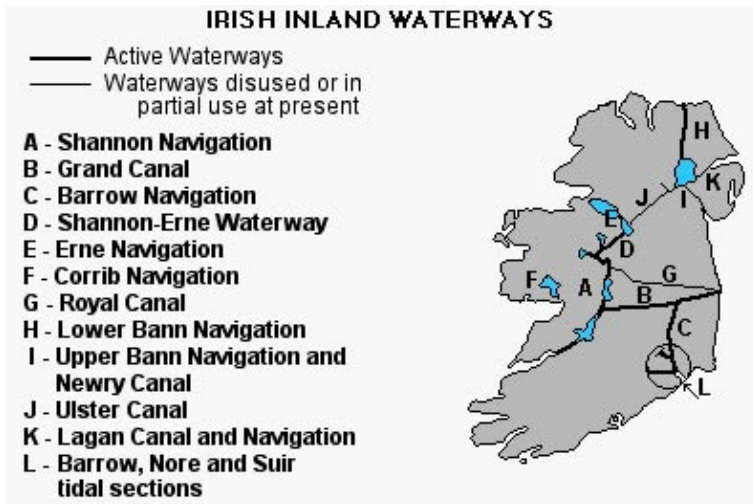 IRISH INLAND WATERWAYS
Active Waterways
Waterways disused or in
partial use at present
A - Shannon Navigation
B - Grand Canal
C - Barrow Navigation
D - Shannon-Erne Waterway
E - Erne Navigation
F - Corrib Navigation
G - Royal Canal
H - Lower Bann Navigation
I - Upper Bann Navigation and
Newry Canal
J - Ulster Canal
K - Lagan Canal and Navigation
L - Barrow, Nore and Suir
tidal sections
H
K
J
I
E
D
G
F
A
B
C
L